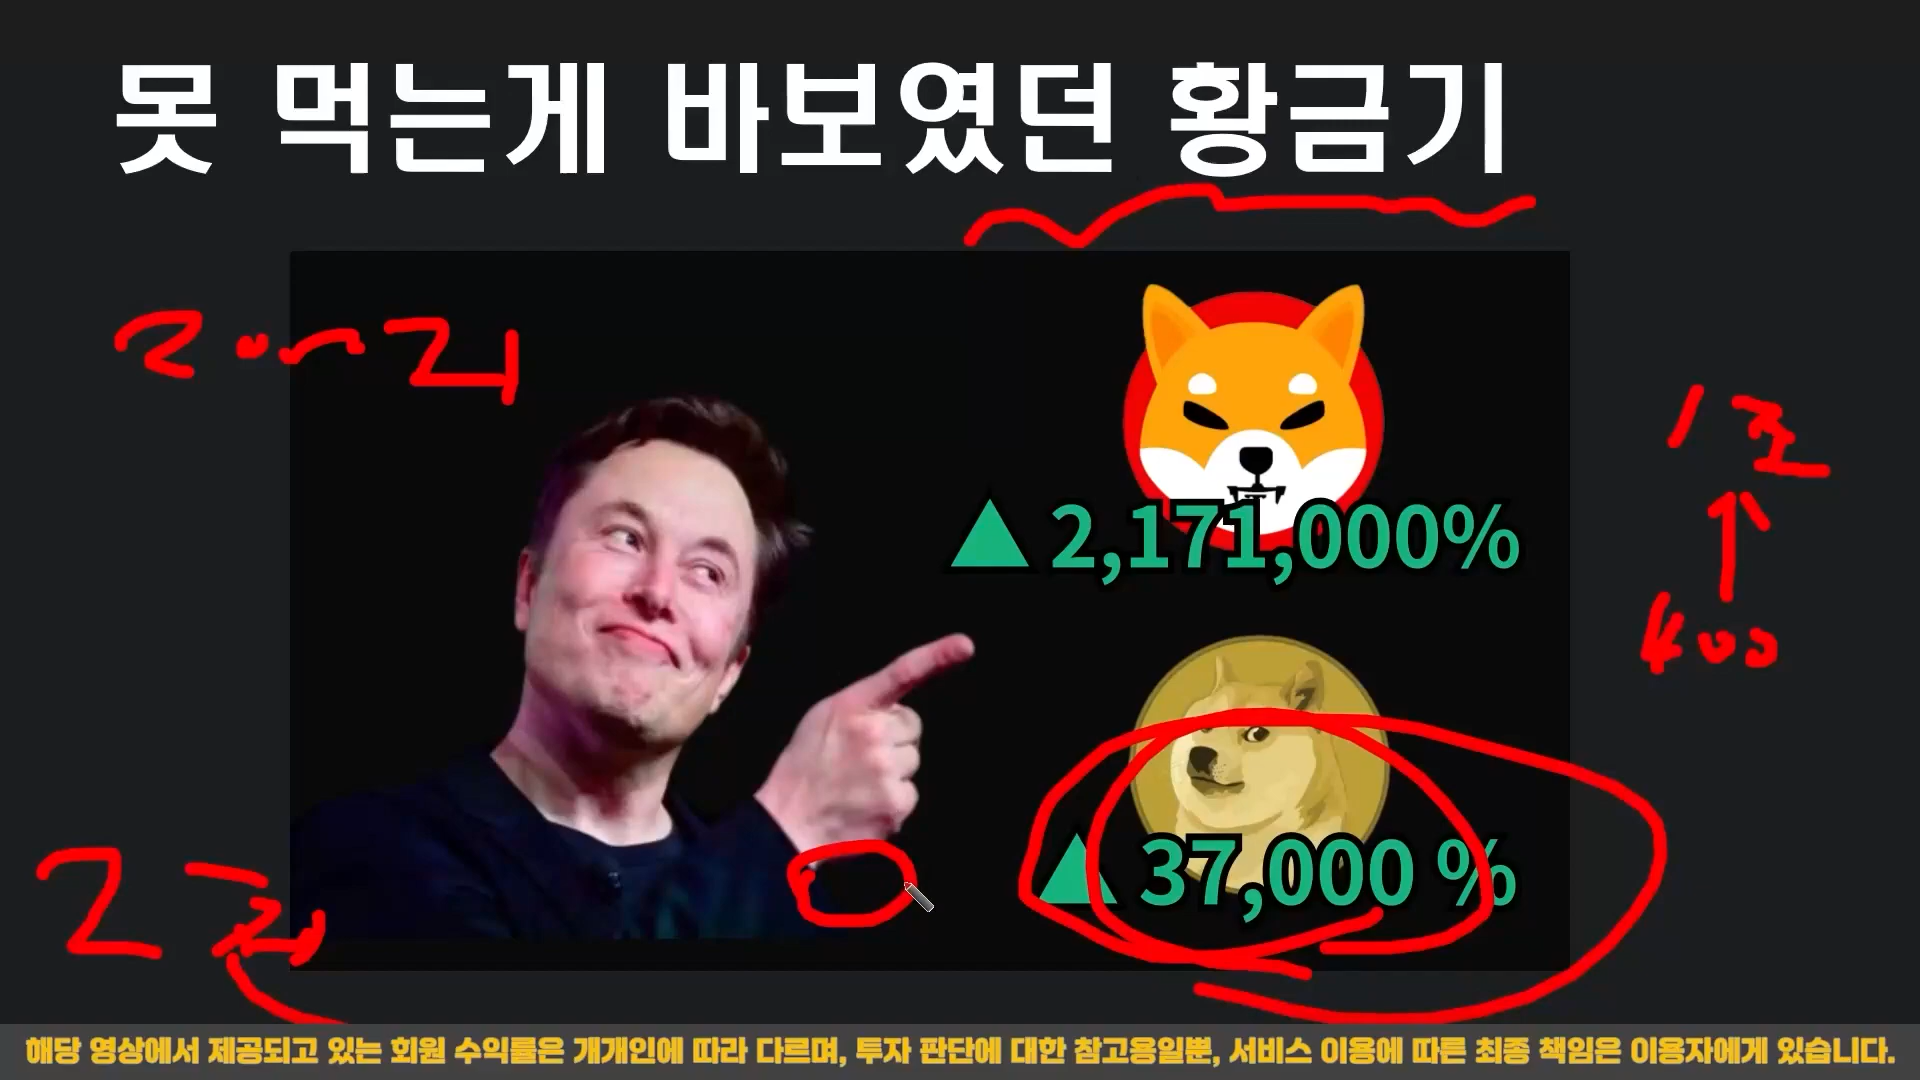 못 먹는게 바보였던 황금기
1조
▲ 2,171,000%
400
▲ 37,000 %
해당 영상에서 제공되고 있는 회원 수익률은 개개인에 따라 다르며, 투자 판단에 대한 참고용일뿐, 서비스 이용에 따른 최종 책임은 이용자에게 있습니다.